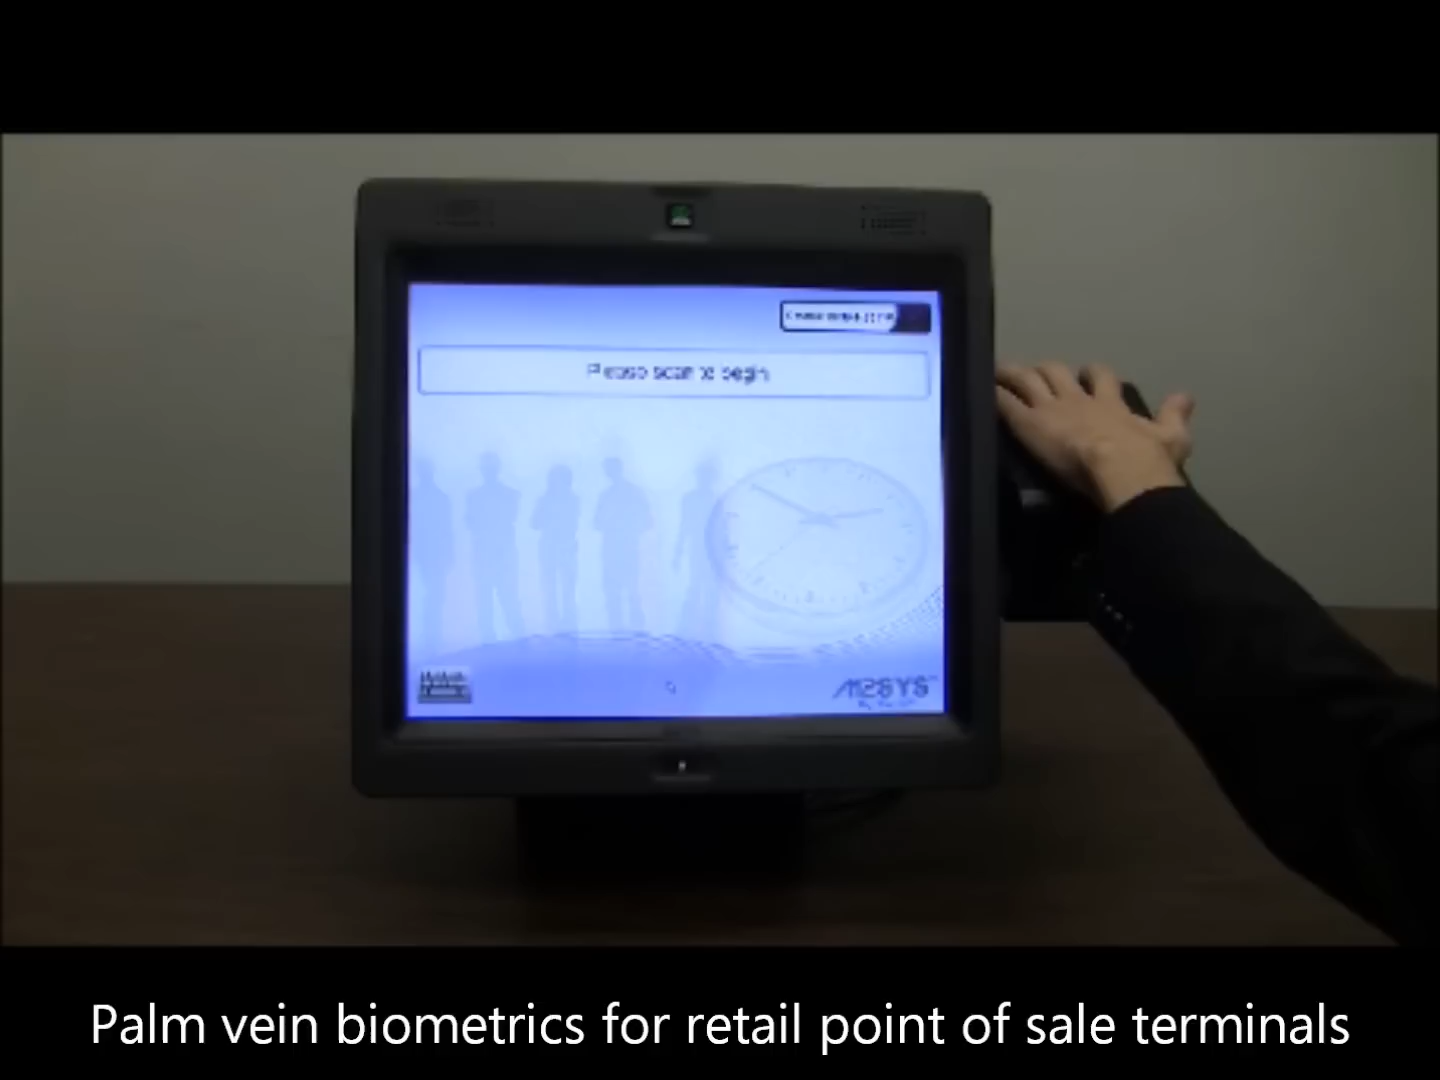 Please scan to begin
M2SYS
Palm vein biometrics for retail point of sale terminals